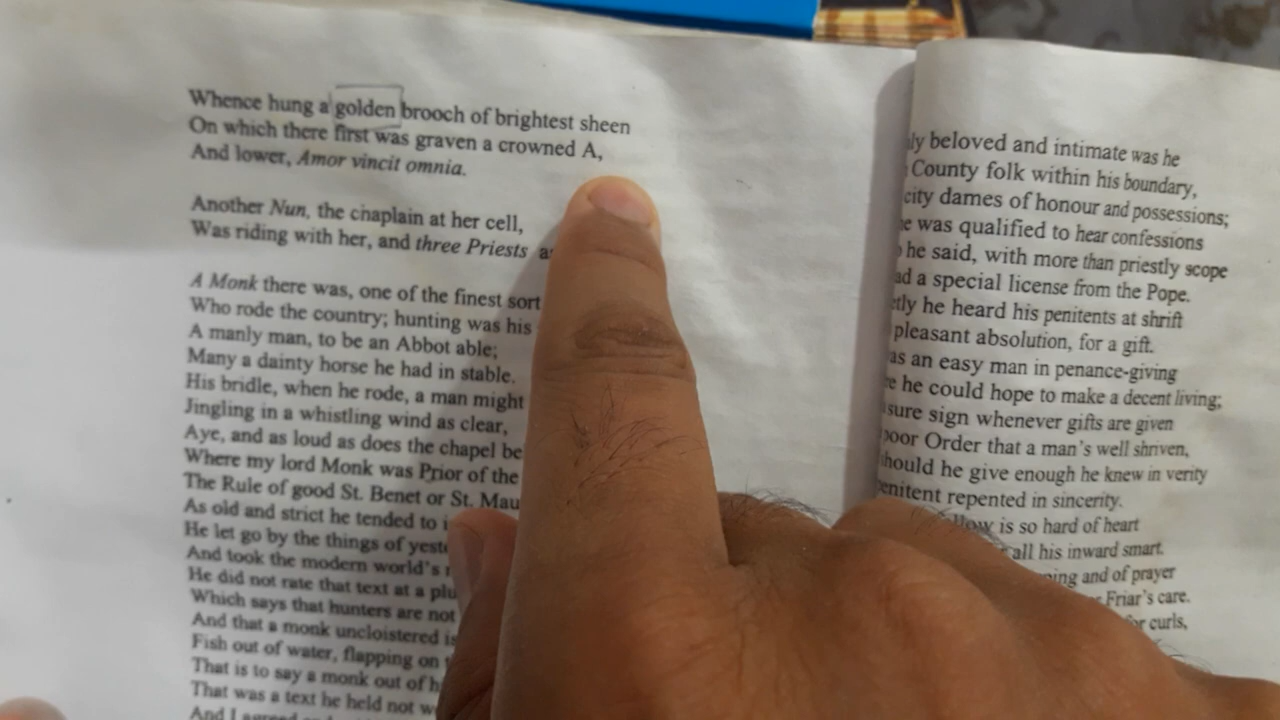 Whence hung a golden brooch of brightest sheen
On which there first was graven a crowned A,
And lower, Amor vincit omnia.
Another Nun, the chaplain at her cell,
Was riding with her, and three Priests
A Monk there was, one of the finest sort
Who rode the country; hunting was his
A manly man, to be an Abbot able;
Many a dainty horse he had in stable.
His bridle, when he rode, a man might
Jingling in a whistling wind as clear,
Aye, and as loud as does the chapel
Where my lord Monk was Prior of the
The Rule of good St. Benet or St.
As old and strict he tended to
He let go by the things of
And took the modern world's
He did not rate that text at a
Which says that hunters are not
And that a monk uncloistered
Fish out of water, flapping on
That is to say a monk out of
That was a text he held not
And I agreed
beloved and intimate was he
County folk within his boundary,
city dames of honour and possessions;
was qualified to hear confessions
he said, with more than priestly scope
a special license from the Pope.
he heard his penitents at shrift
pleasant absolution, for a gift.
an easy man in penance-giving
he could hope to make a decent living;
sure sign whenever gifts are given
poor Order that a man's well shriven,
should he give enough he knew in verity
penitent repented in sincerity.
is so hard of heart
all his inward smart.
and of prayer
Friar's care.
for curls,